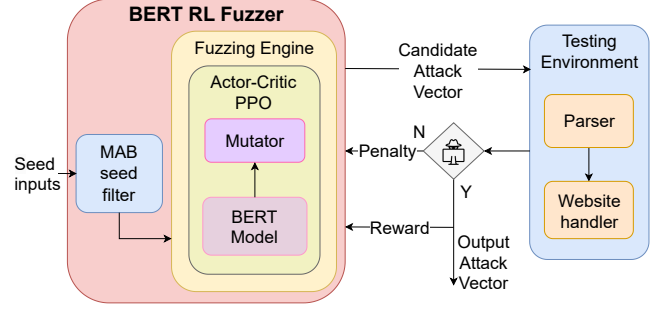 BERT RL Fuzzer
Fuzzing Engine
Actor-Critic
PPO
Mutator
BERT
Model
MAB
seed
filter
Seed
inputs
Candidate
Attack
Vector
Testing
Environment
Parser
Website
handler
N
Penalty
Y
Reward
Output
Attack
Vector